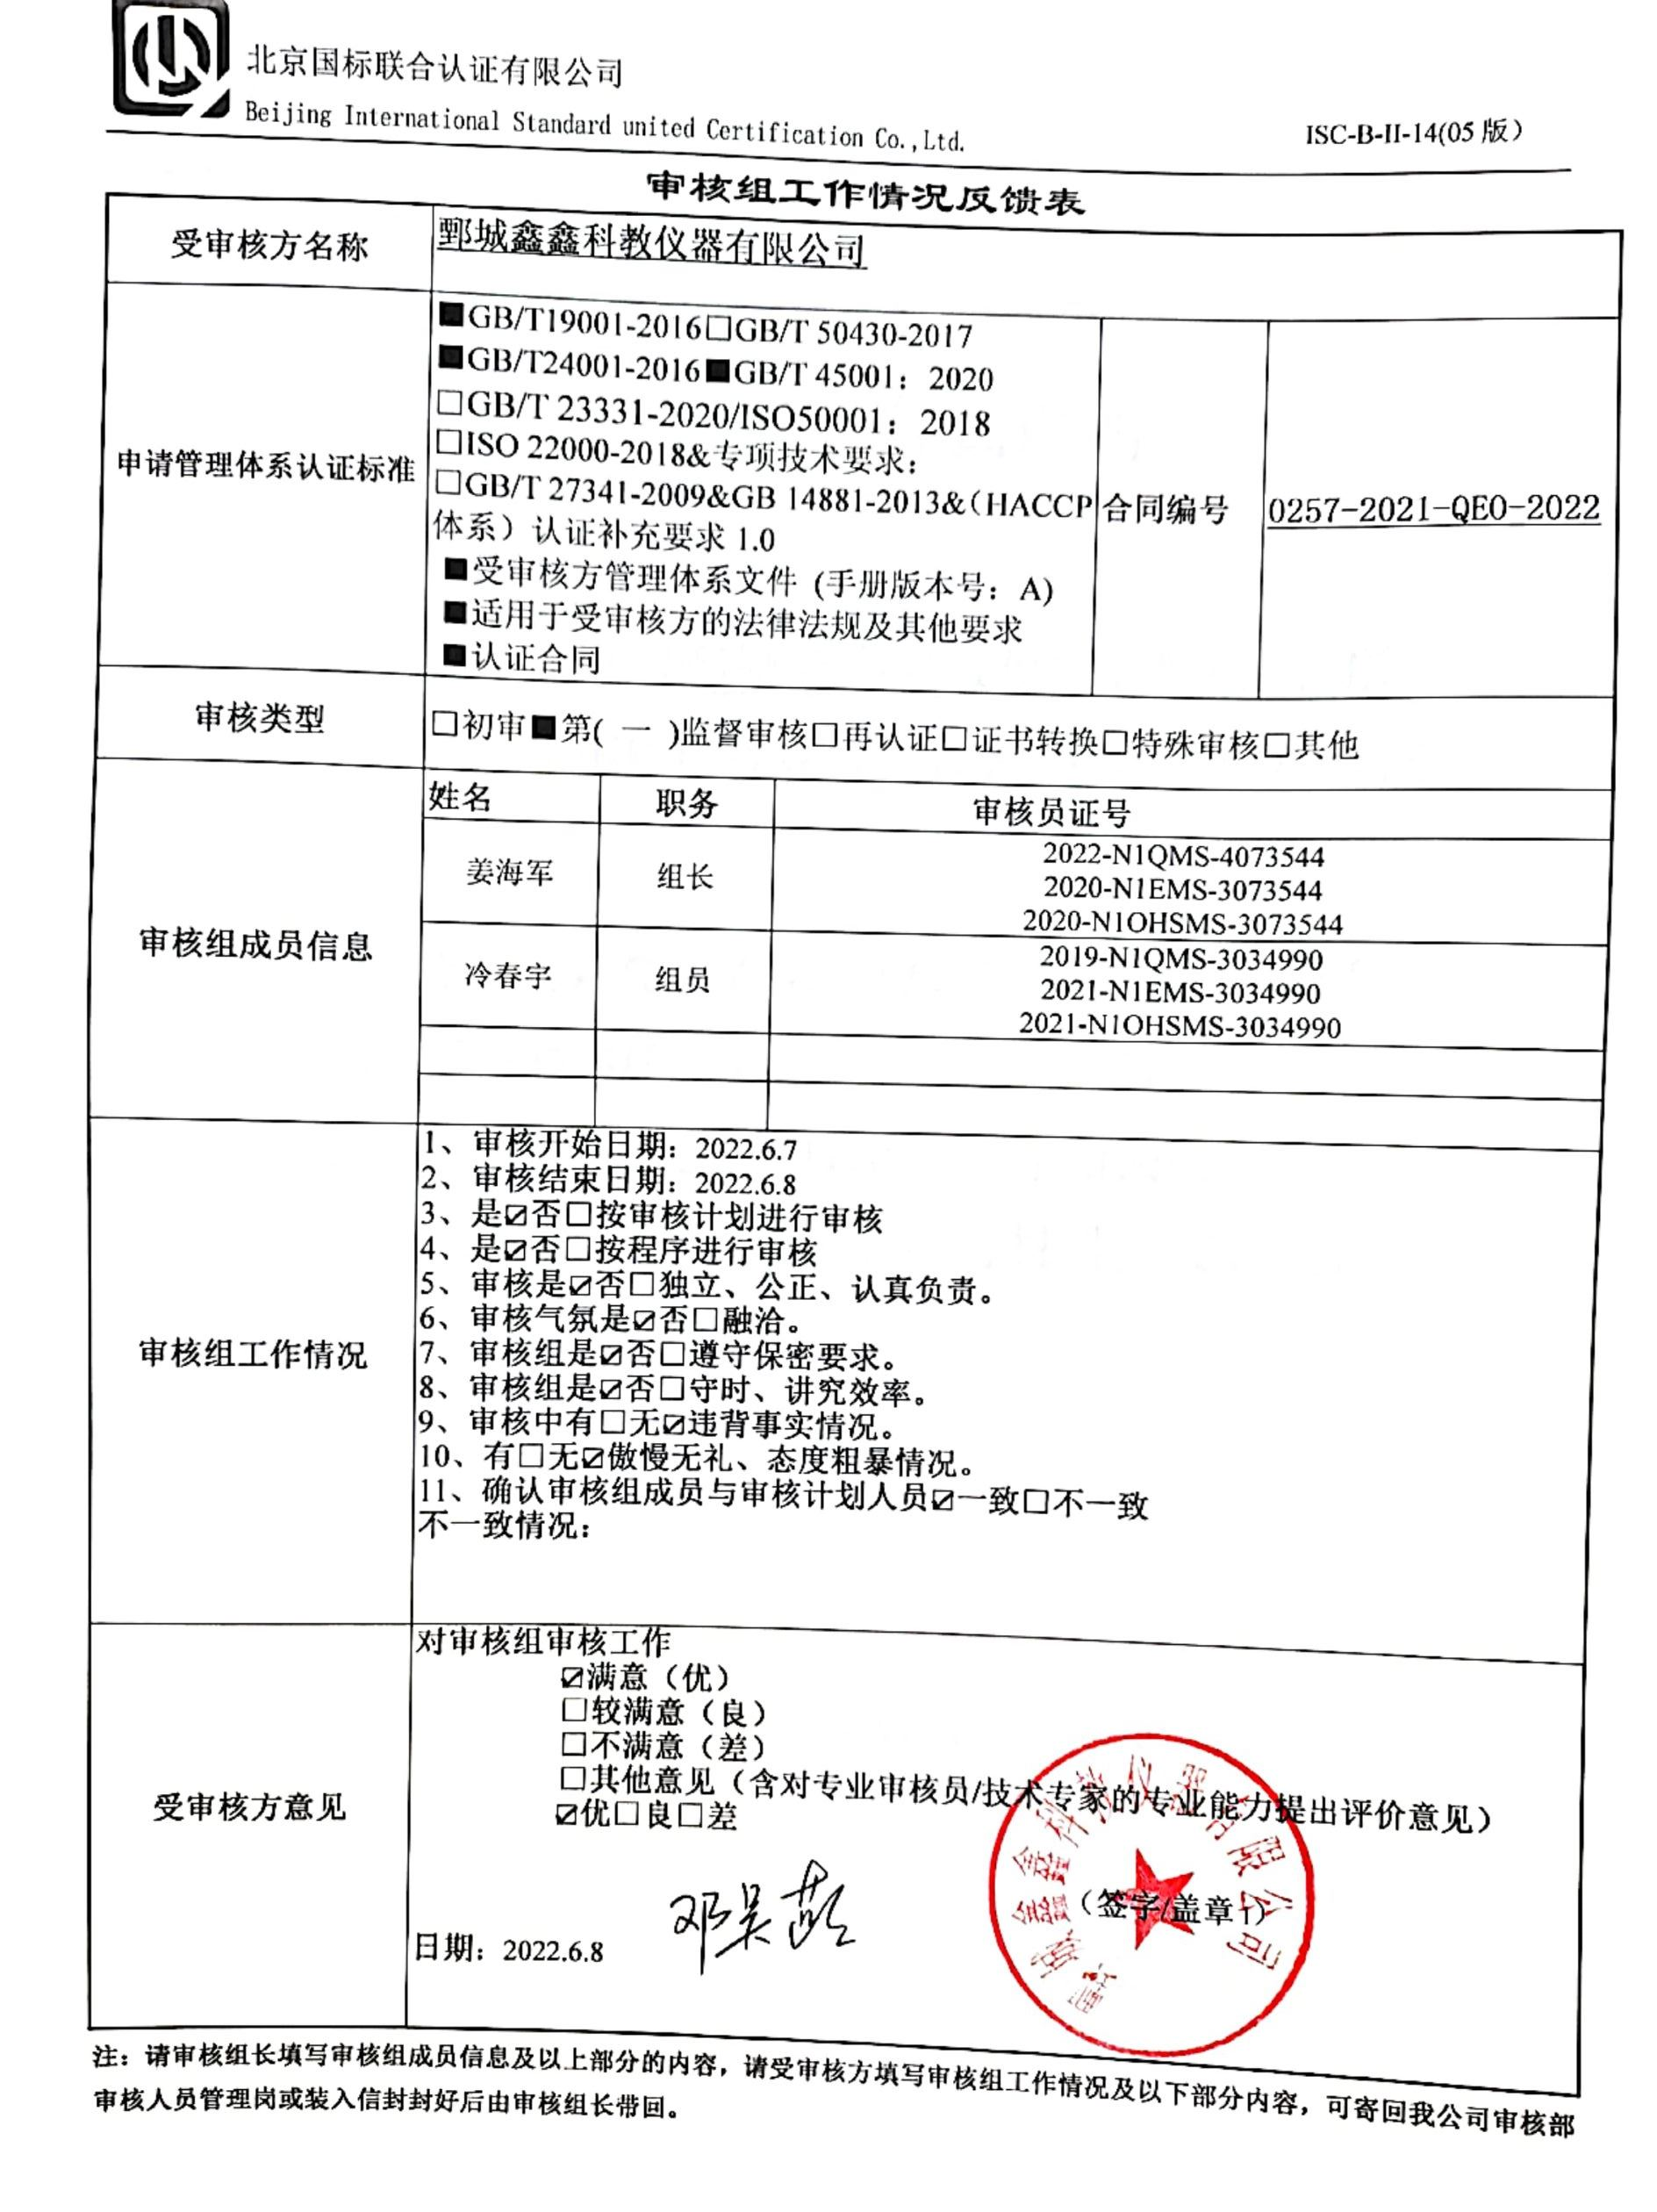 北京国标联合认证有限公司
Beijing International Standard united Certification Co.,Ltd.
ISC-B-II-14(05 版)
审核组工作情况反馈表
受审核方名称
鄄城鑫鑫科教仪器有限公司
申请管理体系认证标准
■GB/T19001-2016□GB/T 50430-2017
■GB/T24001-2016■GB/T 45001：2020
□GB/T 23331-2020/ISO50001：2018
□ISO 22000-2018&专项技术要求：
□GB/T 27341-2009&GB 14881-2013&（HACCP
体系）认证补充要求 1.0
■受审核方管理体系文件（手册版本号：A)
■适用于受审核方的法律法规及其他要求
■认证合同
合同编号
0257-2021-QEO-2022
审核类型
□初审■第( 一 )监督审核□再认证□证书转换□特殊审核□其他
审核组成员信息
姓名 职务 审核员证号
姜海军 组长
2022-N1QMS-4073544
2020-N1EMS-3073544
2020-N1OHSMS-3073544
冷春宇 组员
2019-N1QMS-3034990
2021-N1EMS-3034990
2021-N1OHSMS-3034990
审核组工作情况
1、审核开始日期：2022.6.7
2、审核结束日期：2022.6.8
3、是☑否□按审核计划进行审核
4、是☑否□按程序进行审核
5、审核是☑否□独立、公正、认真负责。
6、审核气氛是☑否□融洽。
7、审核组是☑否□遵守保密要求。
8、审核组是☑否□守时、讲究效率。
9、审核中有□无☑违背事实情况。
10、有□无☑傲慢无礼、态度粗暴情况。
11、确认审核组成员与审核计划人员☑一致□不一致
不一致情况：
受审核方意见
对审核组审核工作
☑满意（优）
□较满意（良）
□不满意（差）
□其他意见（含对专业审核员/技术专家的专业能力提出评价意见）
☑优□良□差
（签字/盖章）
日期：2022.6.8
鄄城鑫鑫科教仪器有限公司
注：请审核组长填写审核组成员信息及以上部分的内容，请受审核方填写审核组工作情况及以下部分内容，可寄回我公司审核部
审核人员管理岗或装入信封封好后由审核组长带回。